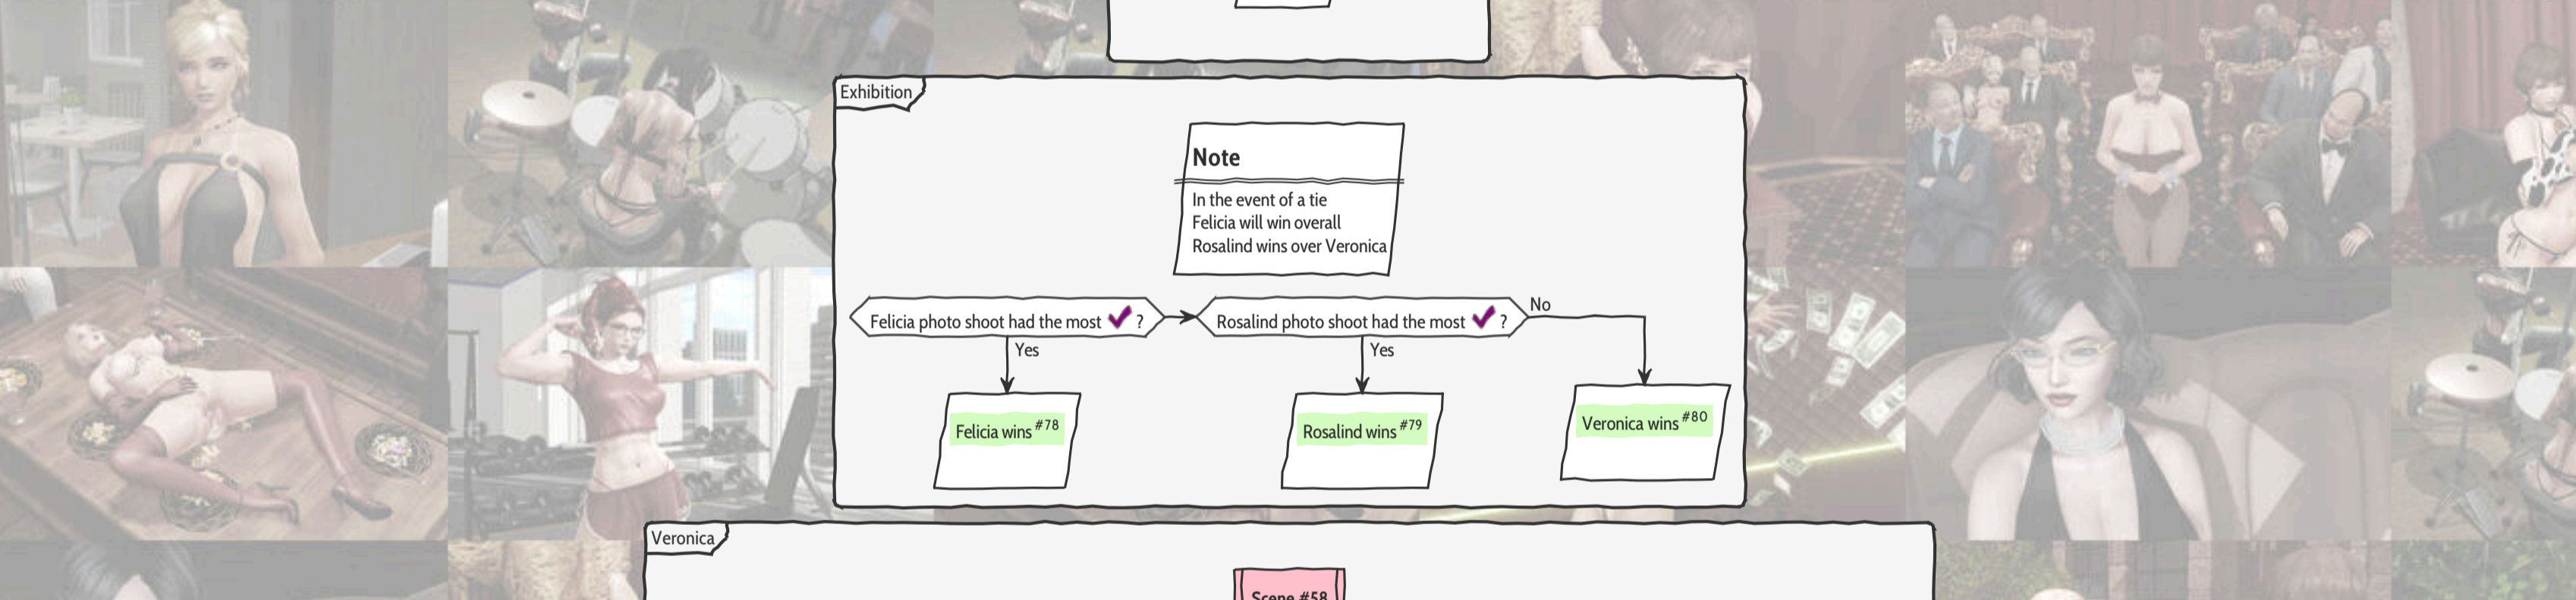 Exhibition
Note
In the event of a tie
Felicia will win overall
Rosalind wins over Veronica
Felicia photo shoot had the most ?
Rosalind photo shoot had the most ?
No
Yes
Yes
Felicia wins #78
Rosalind wins #79
Veronica wins #80
Veronica
Scene #58